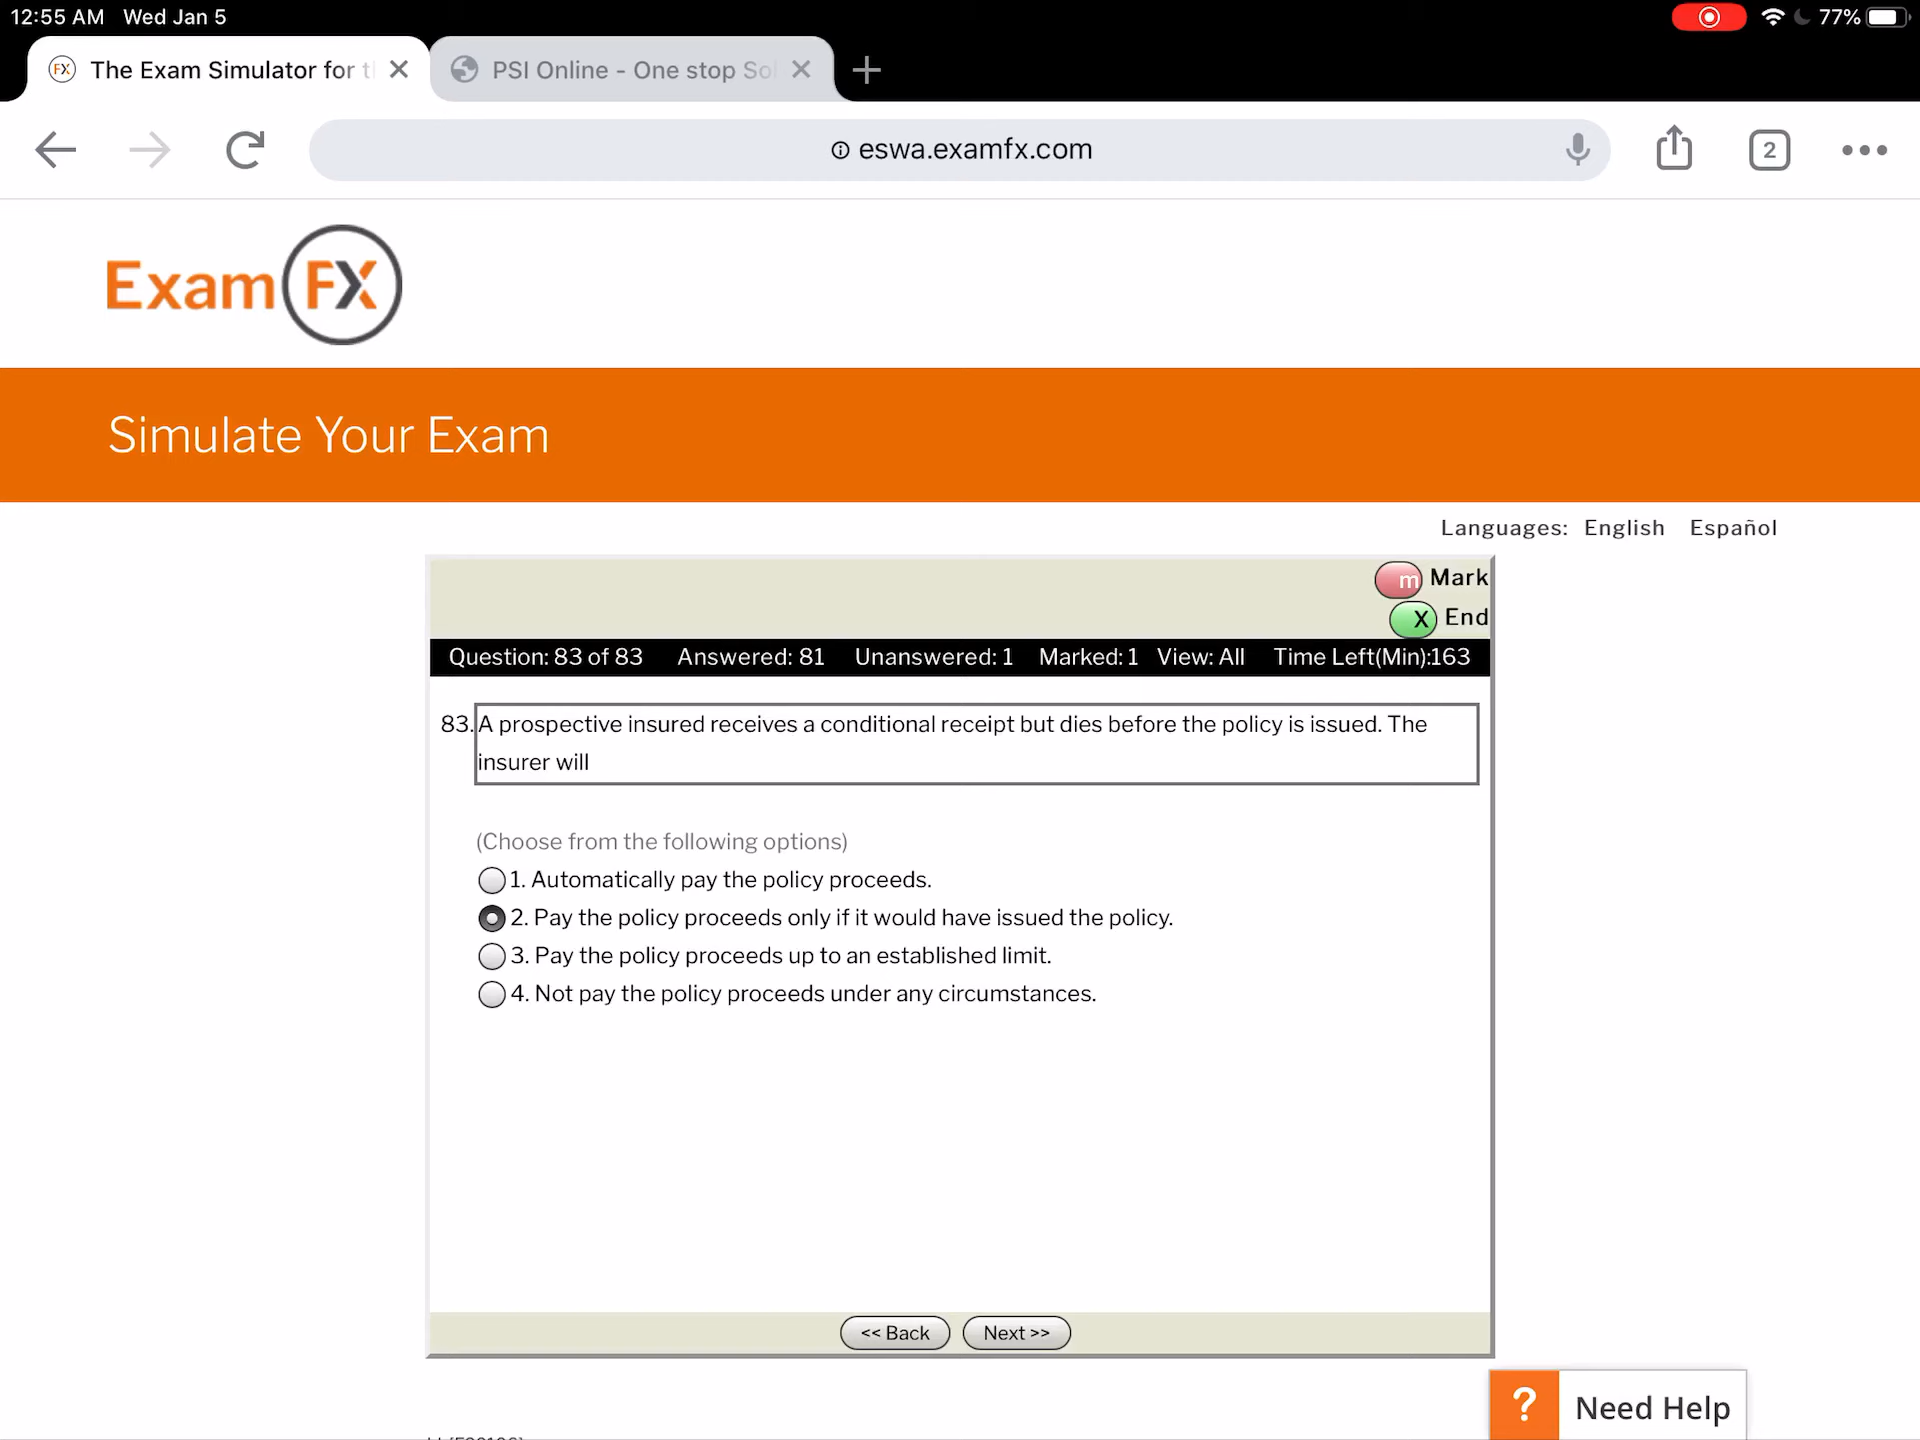 12:55 AM Wed Jan 5
77%
FX The Exam Simulator for t
PSI Online - One stop Sol
eswa.examfx.com
2
Exam FX
Simulate Your Exam
Languages: English Español
m Mark
X End
Question: 83 of 83 Answered: 81 Unanswered: 1 Marked: 1 View: All Time Left(Min):163
83. A prospective insured receives a conditional receipt but dies before the policy is issued. The
insurer will
(Choose from the following options)
1. Automatically pay the policy proceeds.
2. Pay the policy proceeds only if it would have issued the policy.
3. Pay the policy proceeds up to an established limit.
4. Not pay the policy proceeds under any circumstances.
<< Back Next >>
? Need Help